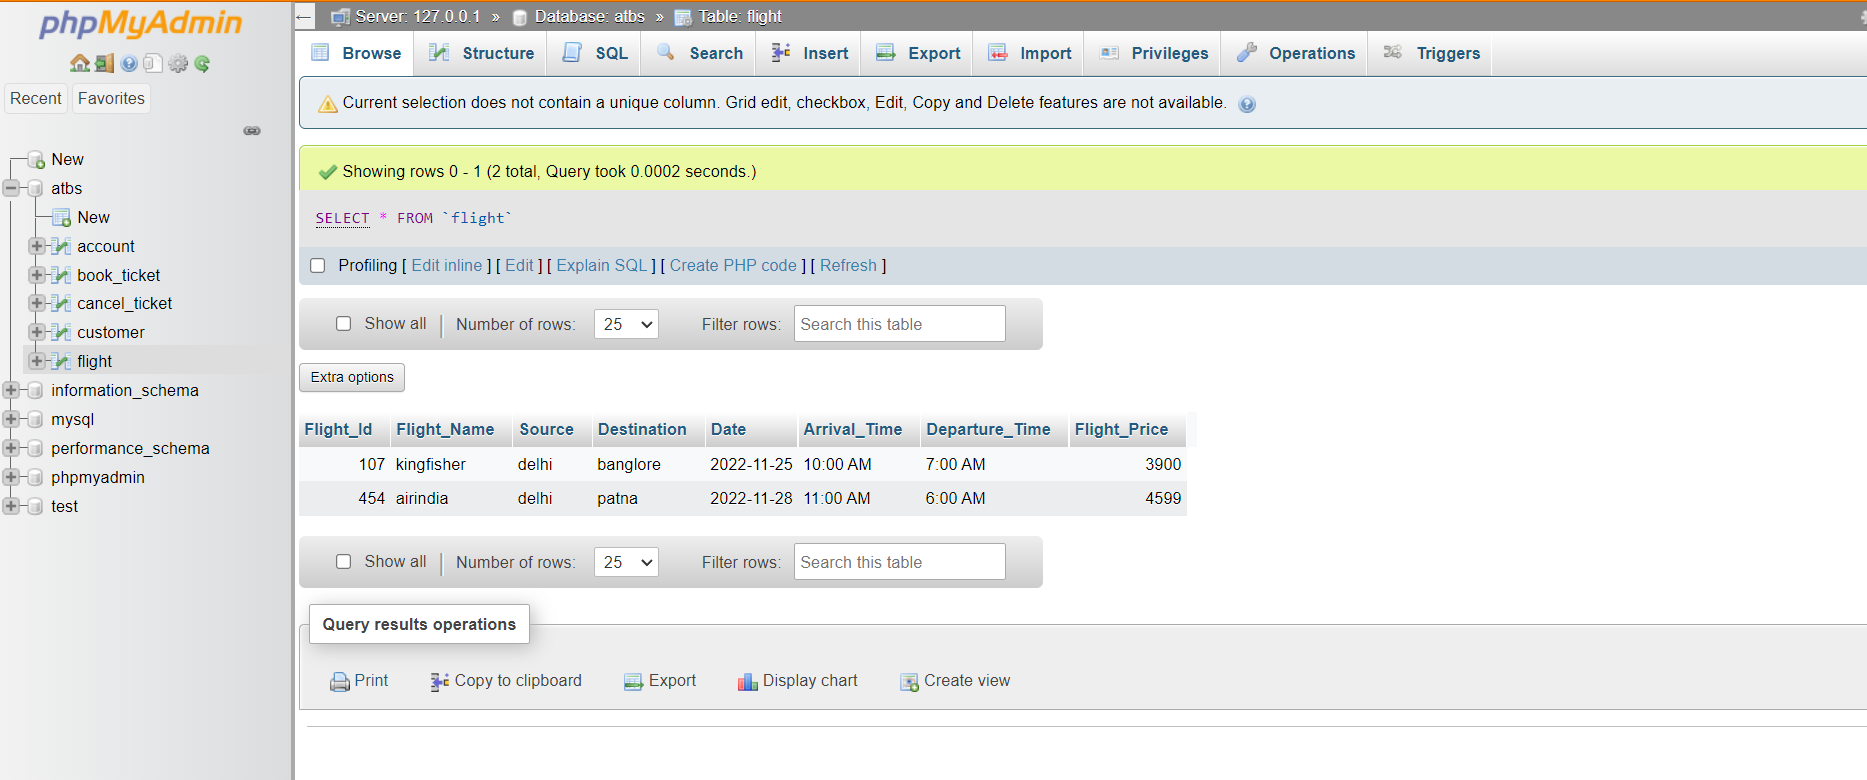 phpMyAdmin
Recent Favorites
New
atbs
New
account
book_ticket
cancel_ticket
customer
flight
information_schema
mysql
performance_schema
phpmyadmin
test
← Server: 127.0.0.1 » Database: atbs » Table: flight
Browse Structure SQL Search Insert Export Import Privileges Operations Triggers
Current selection does not contain a unique column. Grid edit, checkbox, Edit, Copy and Delete features are not available.
Showing rows 0 - 1 (2 total, Query took 0.0002 seconds.)
SELECT * FROM `flight`
Profiling [ Edit inline ] [ Edit ] [ Explain SQL ] [ Create PHP code ] [ Refresh ]
Show all Number of rows: 25 Filter rows: Search this table
Extra options
Flight_Id Flight_Name Source Destination Date Arrival_Time Departure_Time Flight_Price
107 kingfisher delhi banglore 2022-11-25 10:00 AM 7:00 AM 3900
454 airindia delhi patna 2022-11-28 11:00 AM 6:00 AM 4599
Show all Number of rows: 25 Filter rows: Search this table
Query results operations
Print Copy to clipboard Export Display chart Create view